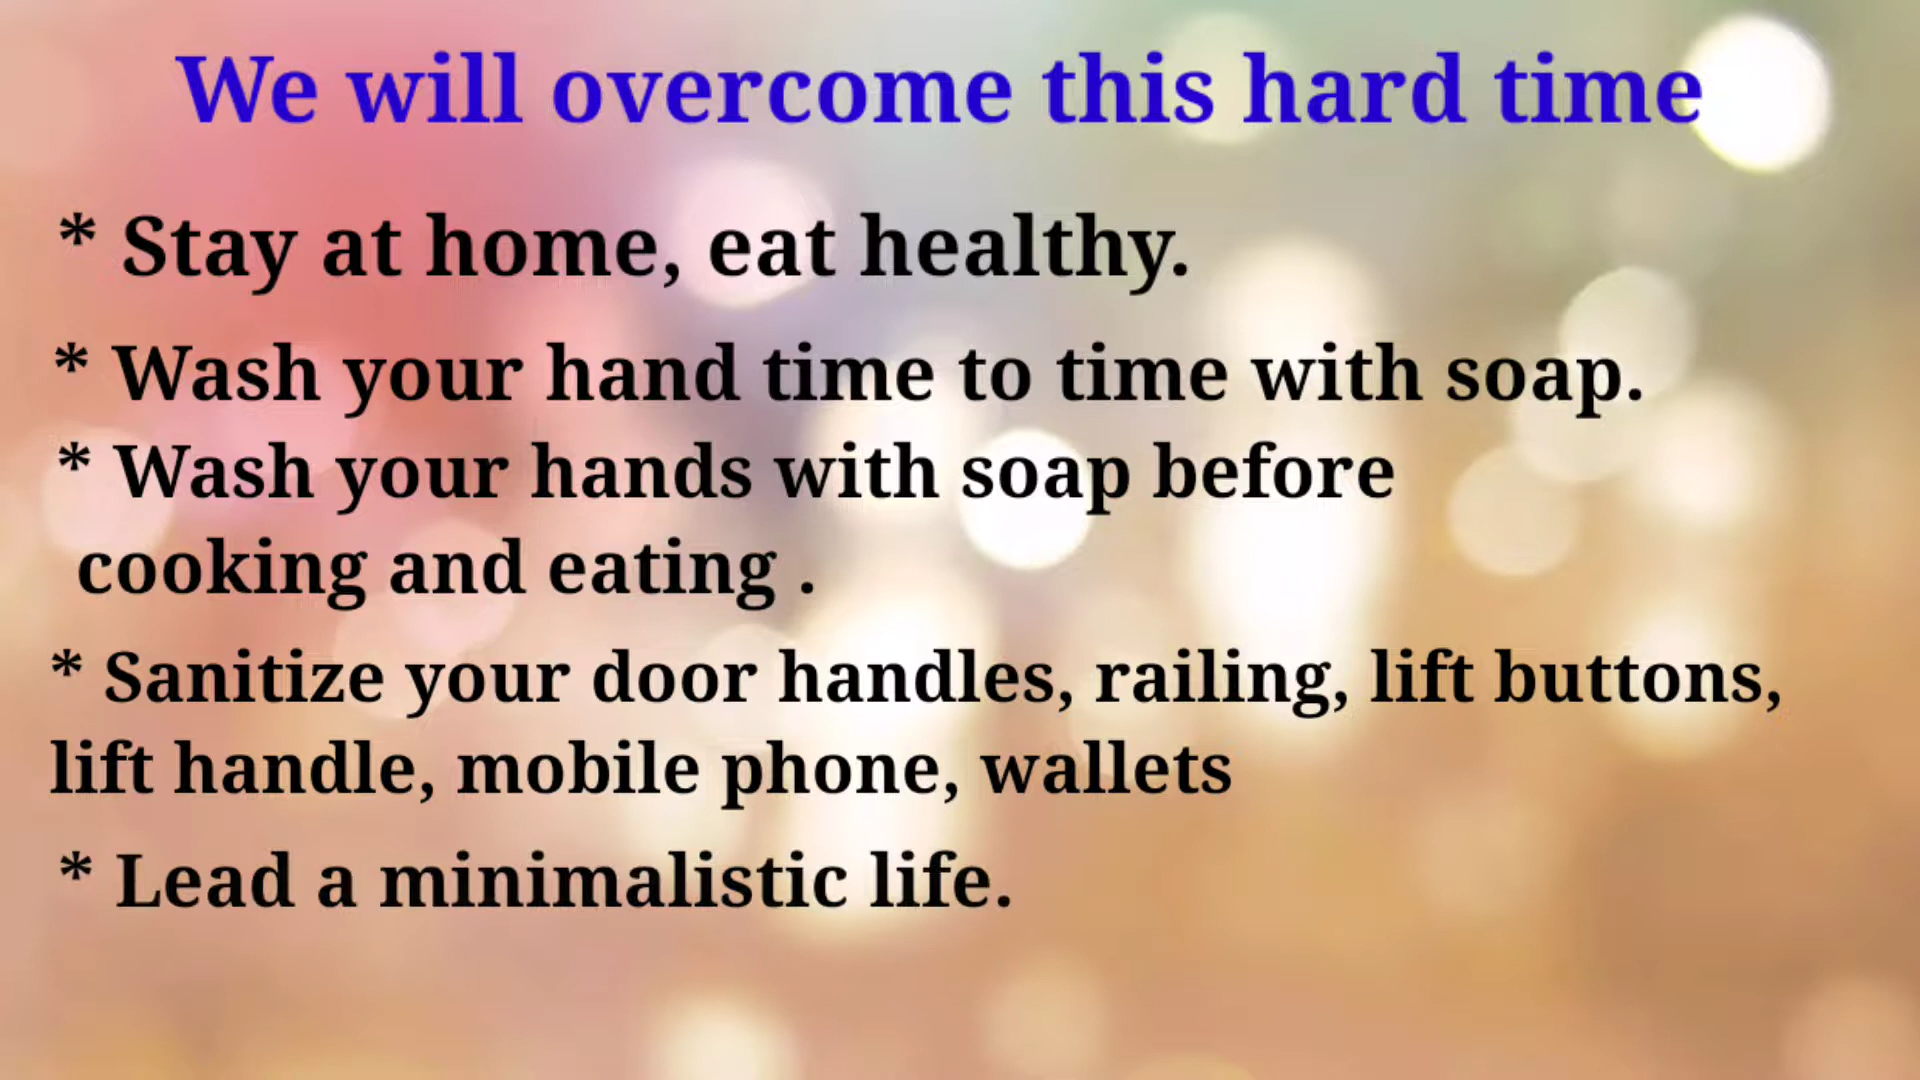 We will overcome this hard time
* Stay at home, eat healthy.
* Wash your hand time to time with soap.
* Wash your hands with soap before
cooking and eating .
* Sanitize your door handles, railing, lift buttons,
lift handle, mobile phone, wallets
* Lead a minimalistic life.